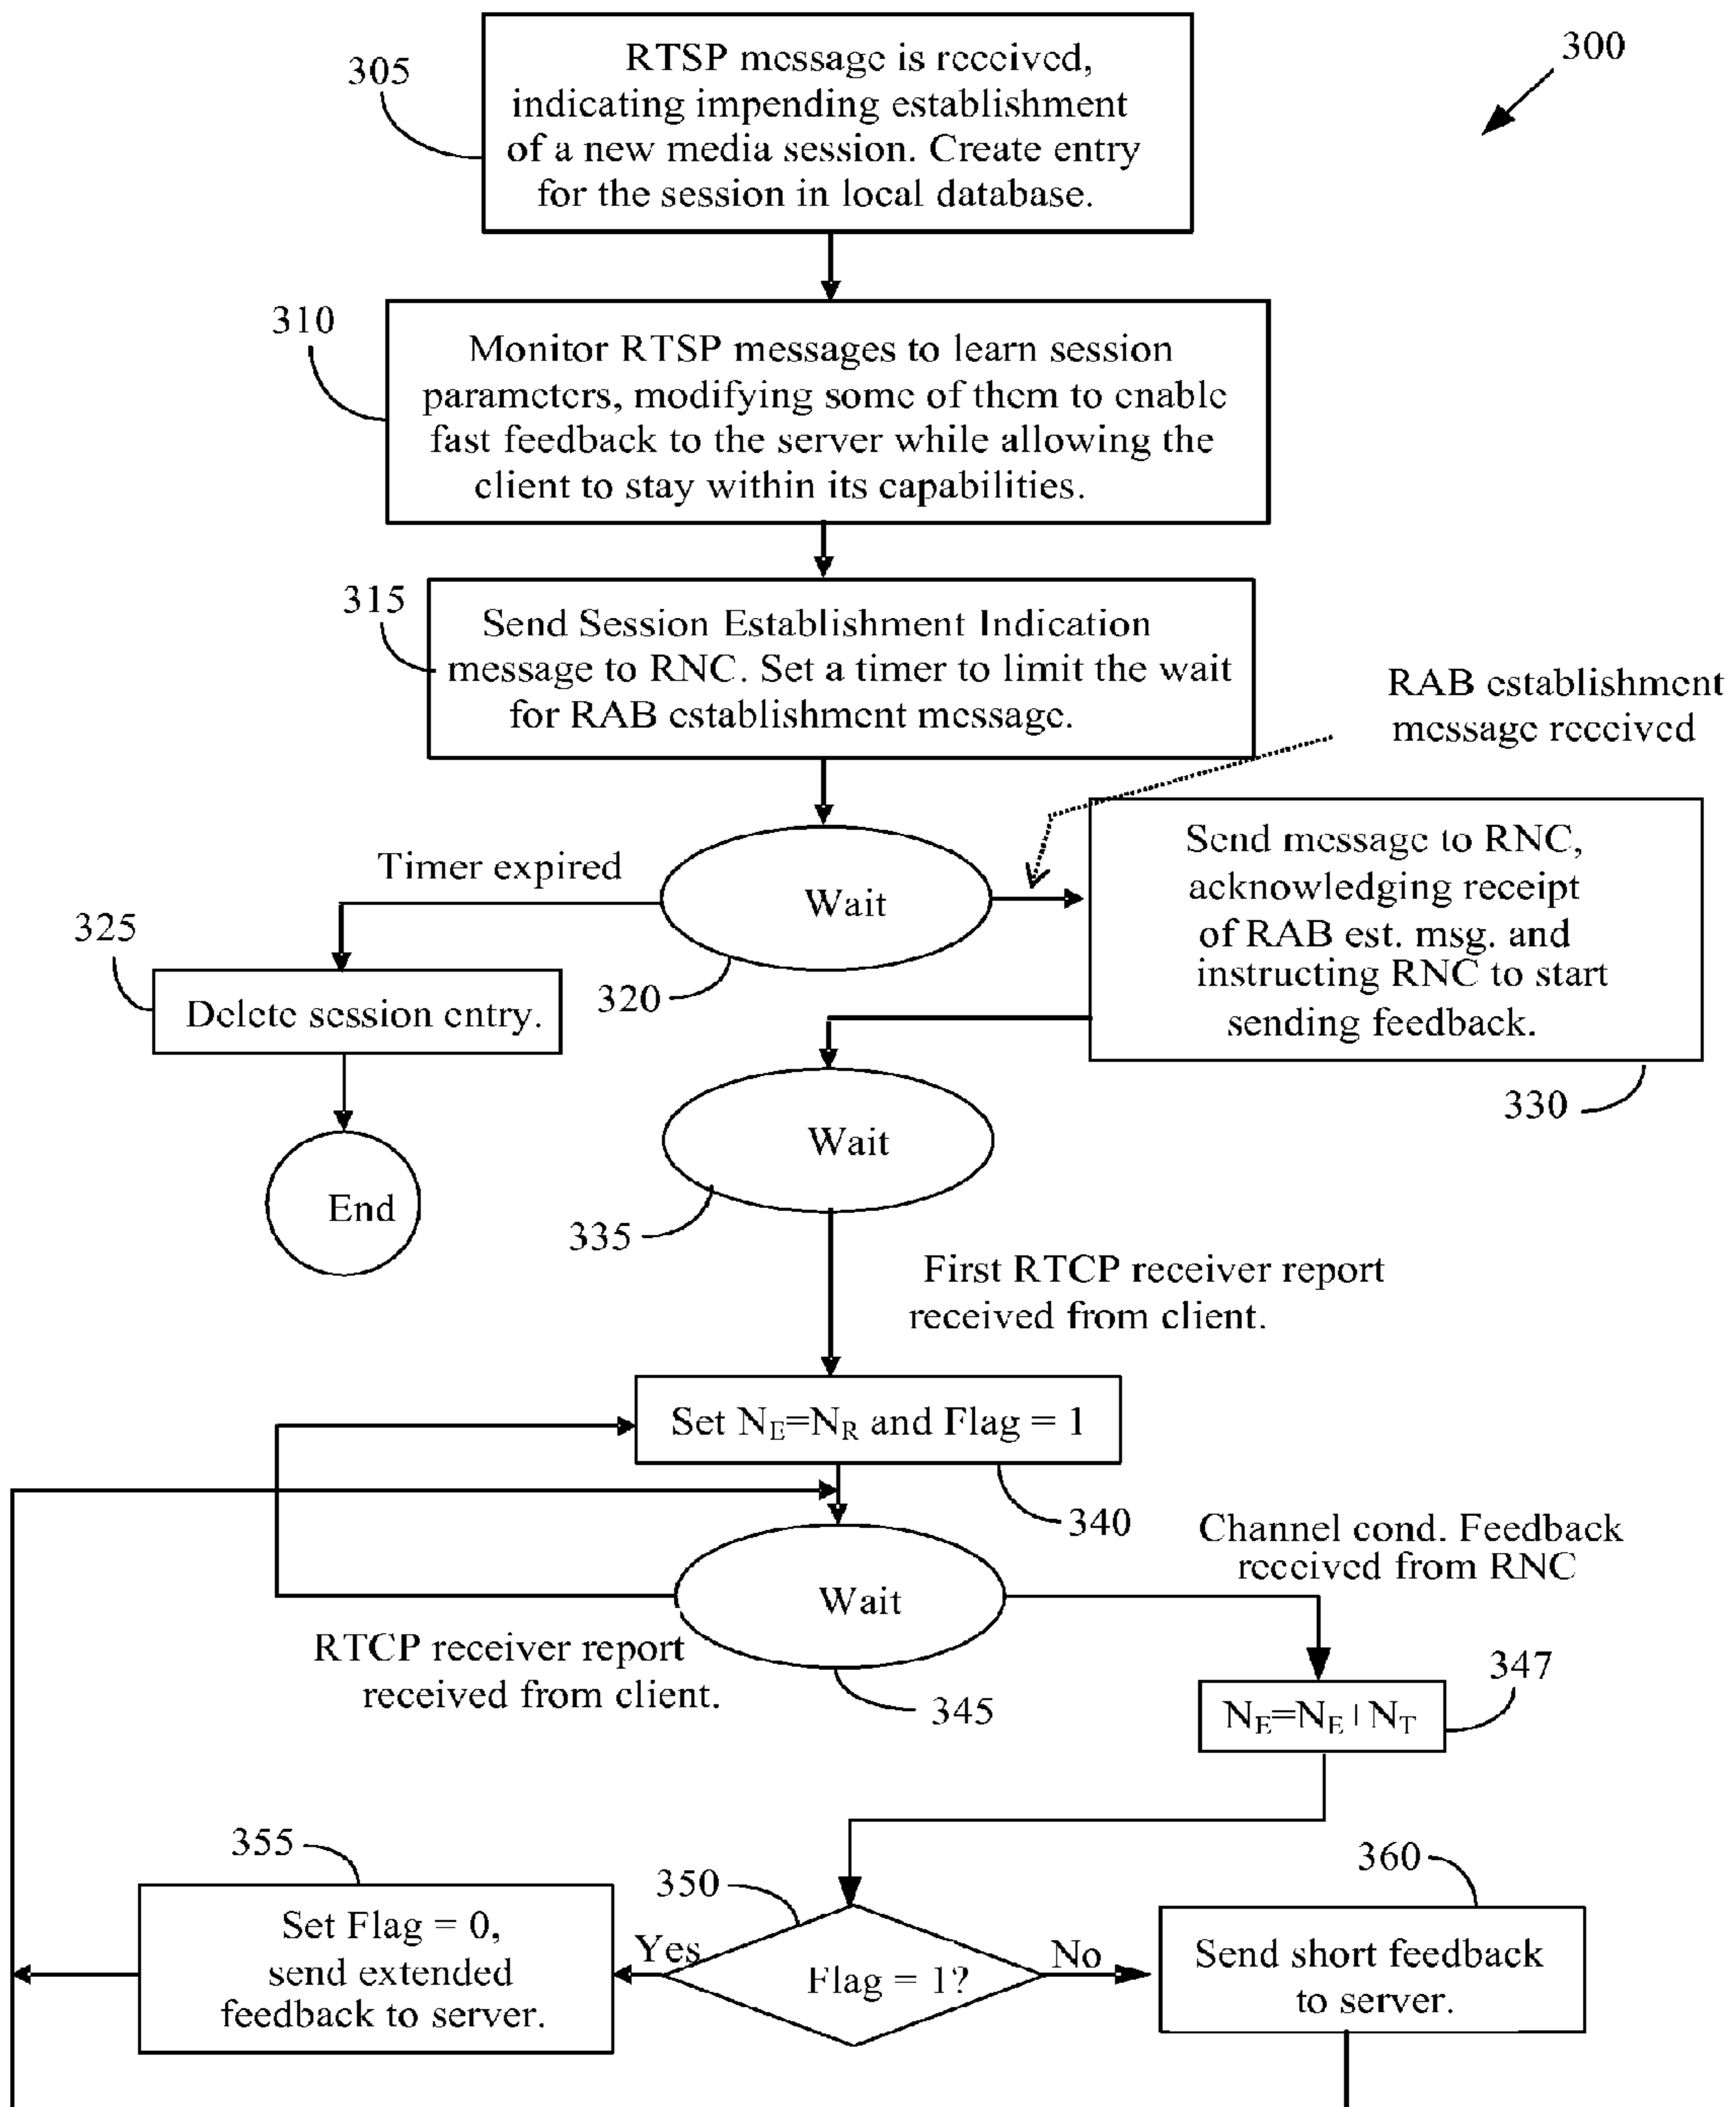 300
305
RTSP message is received,
indicating impending establishment
of a new media session. Create entry
for the session in local database.
310
Monitor RTSP messages to learn session
parameters, modifying some of them to enable
fast feedback to the server while allowing the
client to stay within its capabilities.
315
Send Session Establishment Indication
message to RNC. Set a timer to limit the wait
for RAB establishment message.
RAB establishment
message received
Timer expired
Wait
320
Send message to RNC,
acknowledging receipt
of RAB est. msg. and
instructing RNC to start
sending feedback.
330
325
Delete session entry.
End
Wait
335
First RTCP receiver report
received from client.
Set N_E=N_R and Flag = 1
340
Wait
345
RTCP receiver report
received from client.
Channel cond. Feedback
received from RNC
347
N_E=N_E+N_T
350
Flag = 1?
Yes
No
355
Set Flag = 0,
send extended
feedback to server.
360
Send short feedback
to server.